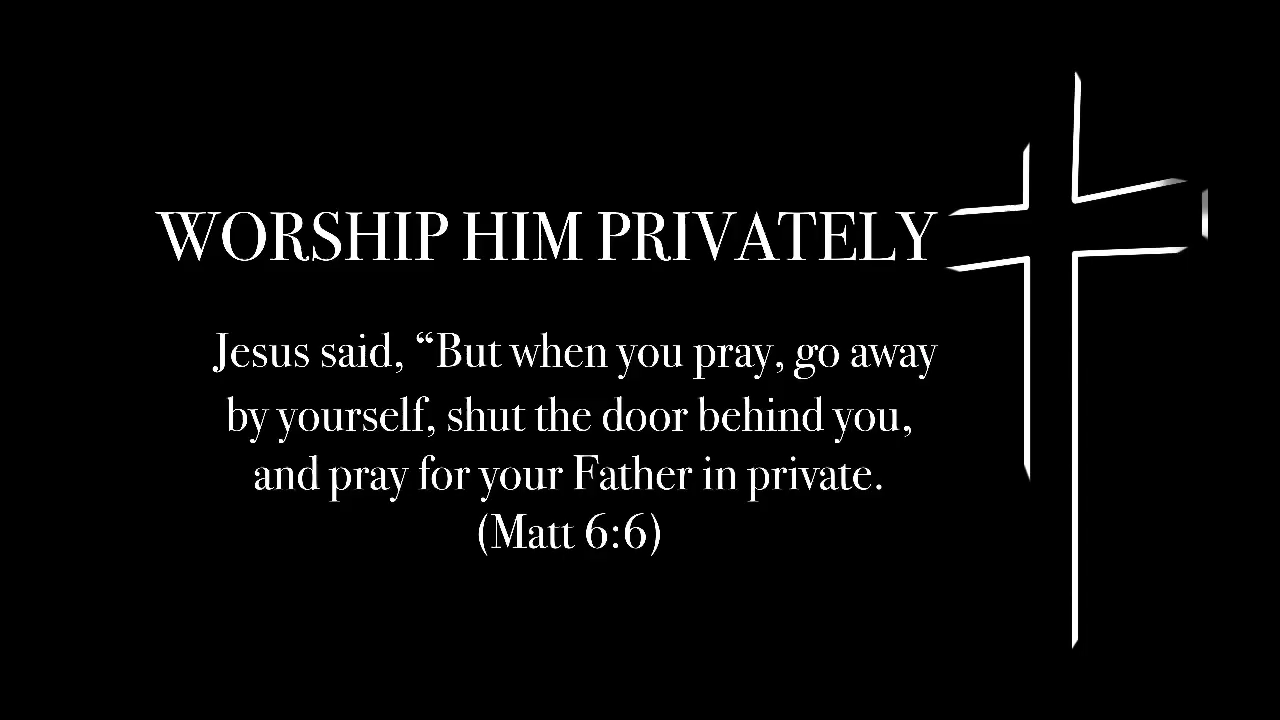 WORSHIP HIM PRIVATELY
Jesus said, “But when you pray, go away
by yourself, shut the door behind you,
and pray for your Father in private.
(Matt 6:6)